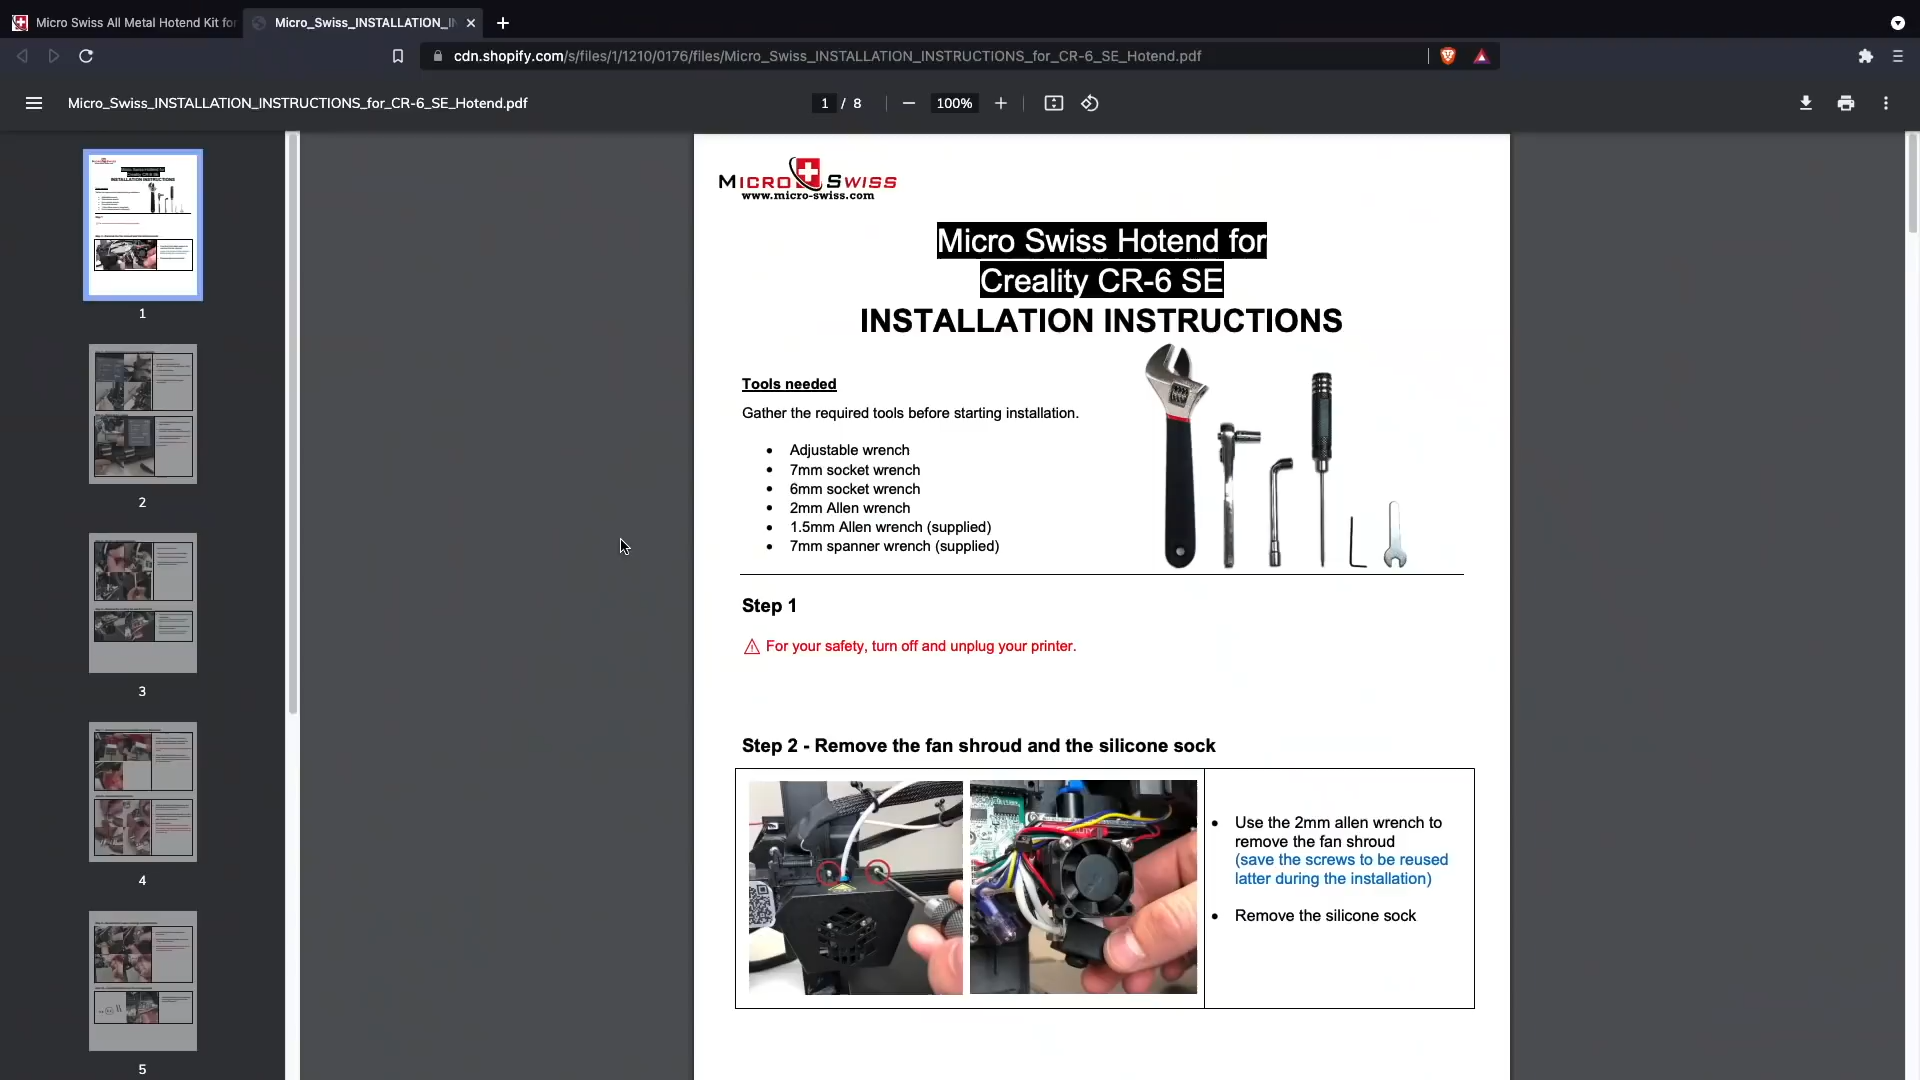 Micro Swiss All Metal Hotend Kit for
Micro_Swiss_INSTALLATION_IN
cdn.shopify.com/s/files/1/1210/0176/files/Micro_Swiss_INSTALLATION_INSTRUCTIONS_for_CR-6_SE_Hotend.pdf
Micro_Swiss_INSTALLATION_INSTRUCTIONS_for_CR-6_SE_Hotend.pdf
1 / 8
100%
1
2
3
4
5
MICRO SWISS
www.micro-swiss.com
Micro Swiss Hotend for
Creality CR-6 SE
INSTALLATION INSTRUCTIONS
Tools needed
Gather the required tools before starting installation.
• Adjustable wrench
• 7mm socket wrench
• 6mm socket wrench
• 2mm Allen wrench
• 1.5mm Allen wrench (supplied)
• 7mm spanner wrench (supplied)
Step 1
For your safety, turn off and unplug your printer.
Step 2 - Remove the fan shroud and the silicone sock
• Use the 2mm allen wrench to
remove the fan shroud
(save the screws to be reused
latter during the installation)
• Remove the silicone sock